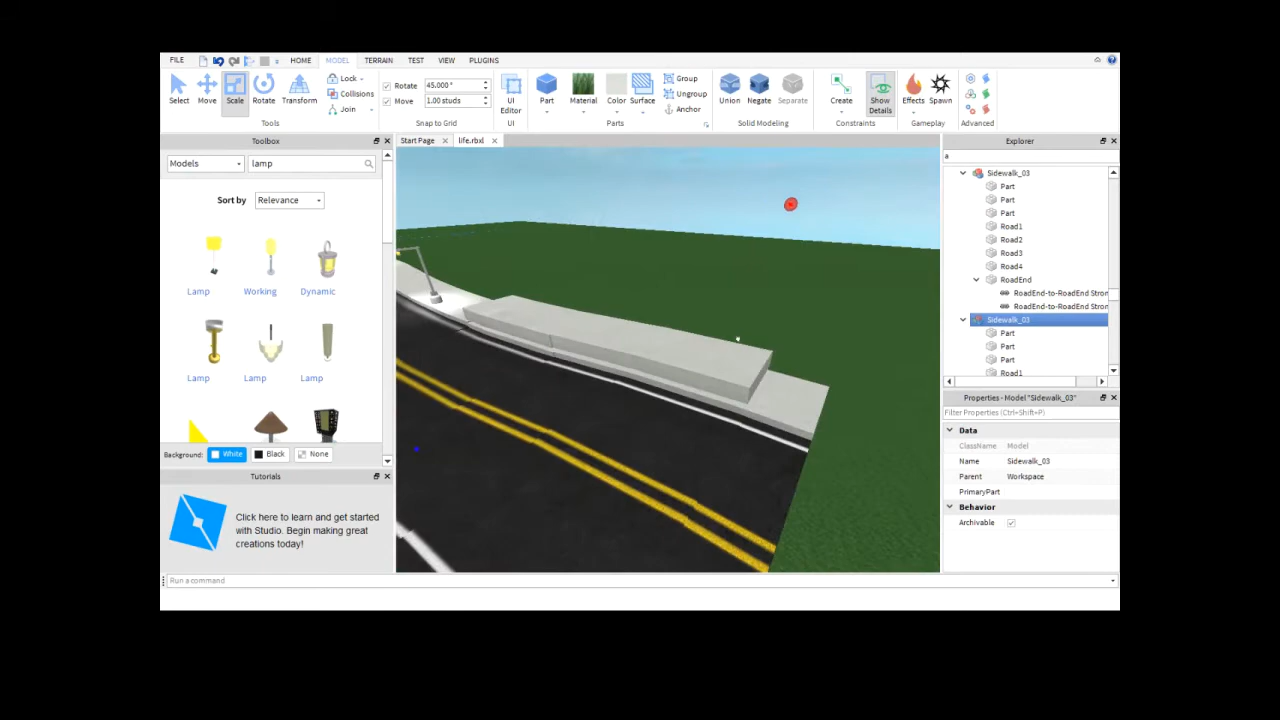 FILE HOME MODEL TERRAIN TEST VIEW PLUGINS
Select Move Scale Rotate Transform
Lock
Collisions
Join
Tools
Rotate 45.000 °
Move 1.00 studs
Snap to Grid
UI
Editor
UI
Part Material Color Surface
Group
Ungroup
Anchor
Parts
Union Negate Separate
Solid Modeling
Create Show
Details
Constraints
Effects Spawn
Gameplay
Advanced
Toolbox
Models lamp
Sort by Relevance
Lamp Working Dynamic
Lamp Lamp Lamp
Background: White Black None
Tutorials
Click here to learn and get started
with Studio. Begin making great
creations today!
Start Page life.rbxl
Explorer
a
Sidewalk_03
Part
Part
Part
Road1
Road2
Road3
Road4
RoadEnd
RoadEnd-to-RoadEnd Stron
RoadEnd-to-RoadEnd Stron
Sidewalk_03
Part
Part
Part
Road1
Properties - Model "Sidewalk_03"
Filter Properties (Ctrl+Shift+P)
Data
ClassName Model
Name Sidewalk_03
Parent Workspace
PrimaryPart
Behavior
Archivable
Run a command